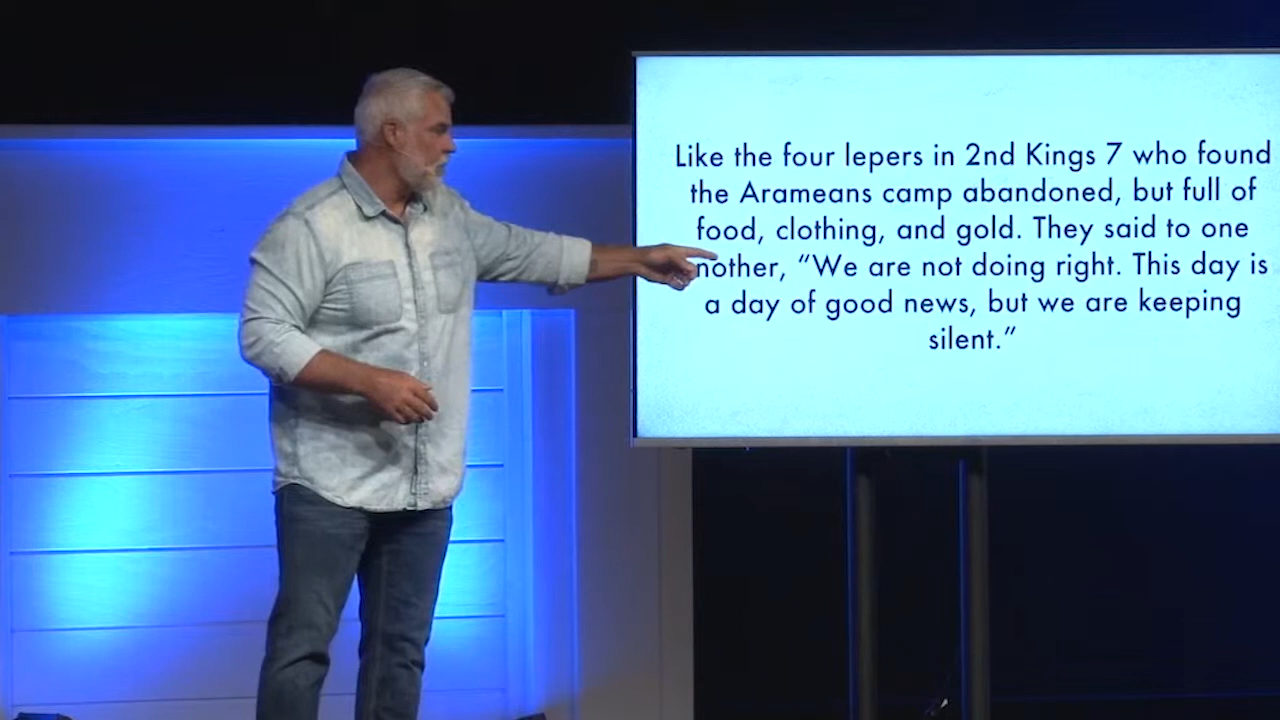 Like the four lepers in 2nd Kings 7 who found
the Arameans camp abandoned, but full of
food, clothing, and gold. They said to one
nother, “We are not doing right. This day is
a day of good news, but we are keeping
silent.”